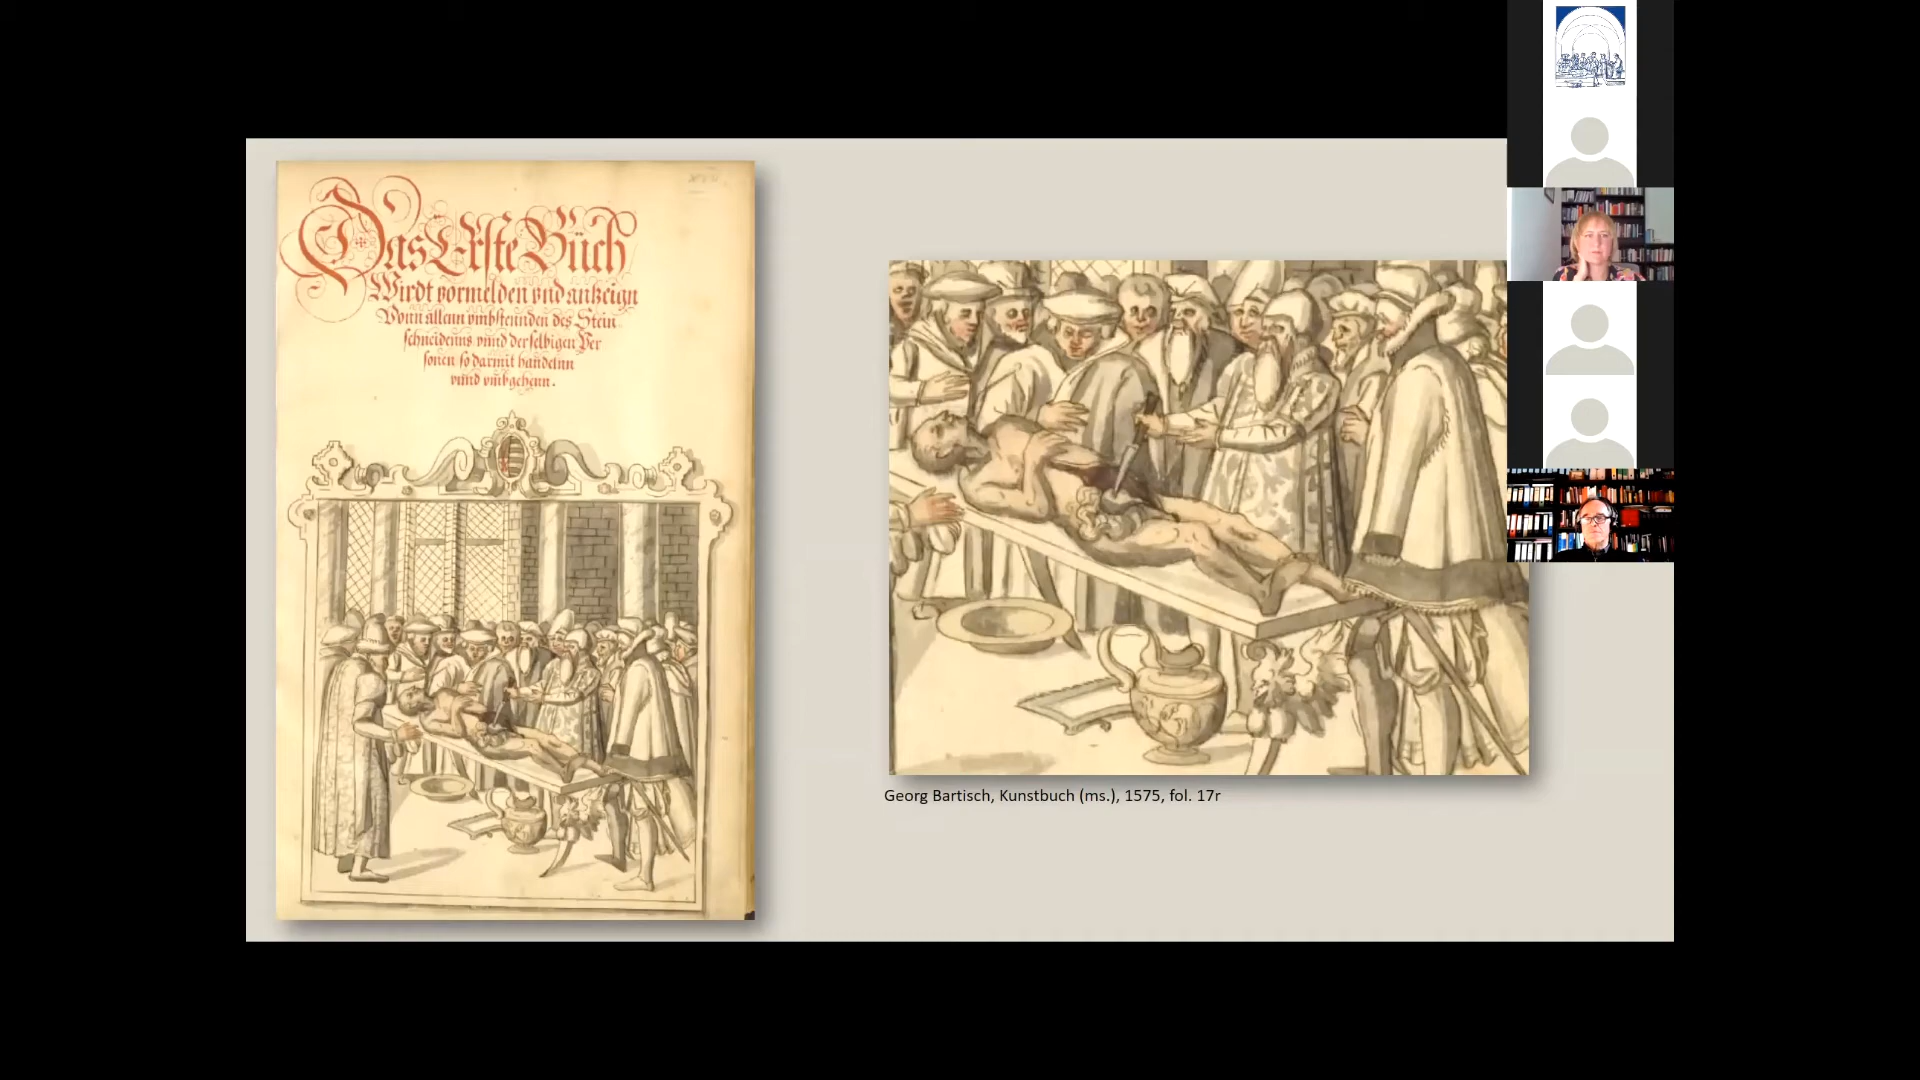 Das Erste Büch
Wirdt vormelden vnd anzeign
Vonn allenn vmbstennden des Stein
schneidenns vnnd derselbigen Per
sonen so darmit handelnn
vnnd vmbgehenn.
Georg Bartisch, Kunstbuch (ms.), 1575, fol. 17r